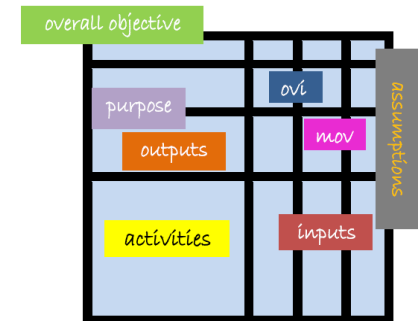 overall objective
ovi
assumptions
purpose
mov
outputs
activities
inputs